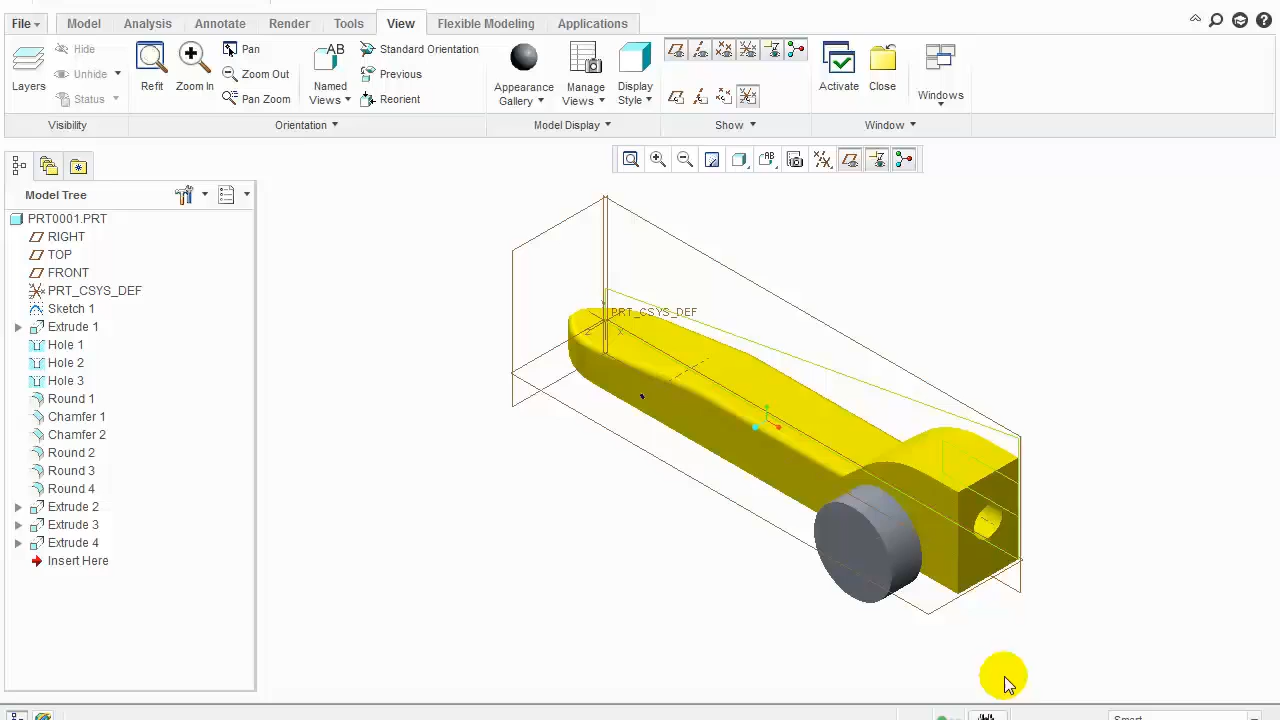 File
Model
Analysis
Annotate
Render
Tools
View
Flexible Modeling
Applications
Layers
Hide
Unhide
Status
Visibility
Refit
Zoom In
Pan
Zoom Out
Pan Zoom
Named
Views
Standard Orientation
Previous
Reorient
Orientation
Appearance
Gallery
Manage
Views
Display
Style
Model Display
Show
Activate
Close
Windows
Window
Model Tree
PRT0001.PRT
RIGHT
TOP
FRONT
PRT_CSYS_DEF
Sketch 1
Extrude 1
Hole 1
Hole 2
Hole 3
Round 1
Chamfer 1
Chamfer 2
Round 2
Round 3
Round 4
Extrude 2
Extrude 3
Extrude 4
Insert Here
PRT_CSYS_DEF
Z
X
Smart